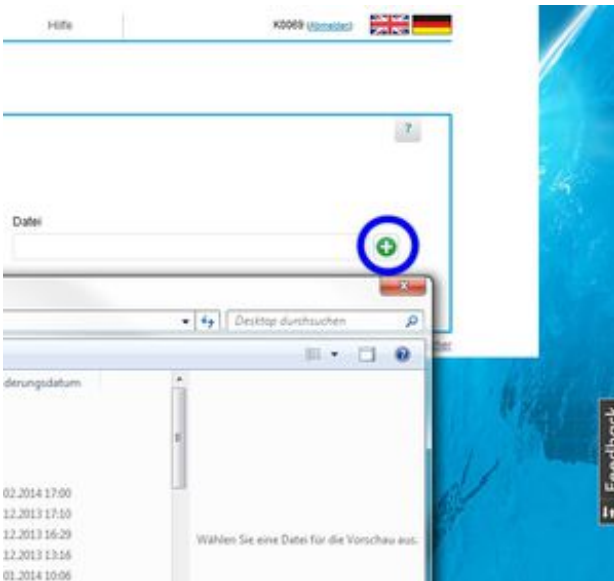 Hilfe K0069 (Abmelden)
?
Datei
Desktop durchsuchen
derungsdatum
02.2014 17:00
12.2013 17:10
12.2013 16:29
12.2013 13:16
01.2014 10:06
Wählen Sie eine Datei für die Vorschau aus.
Feedback